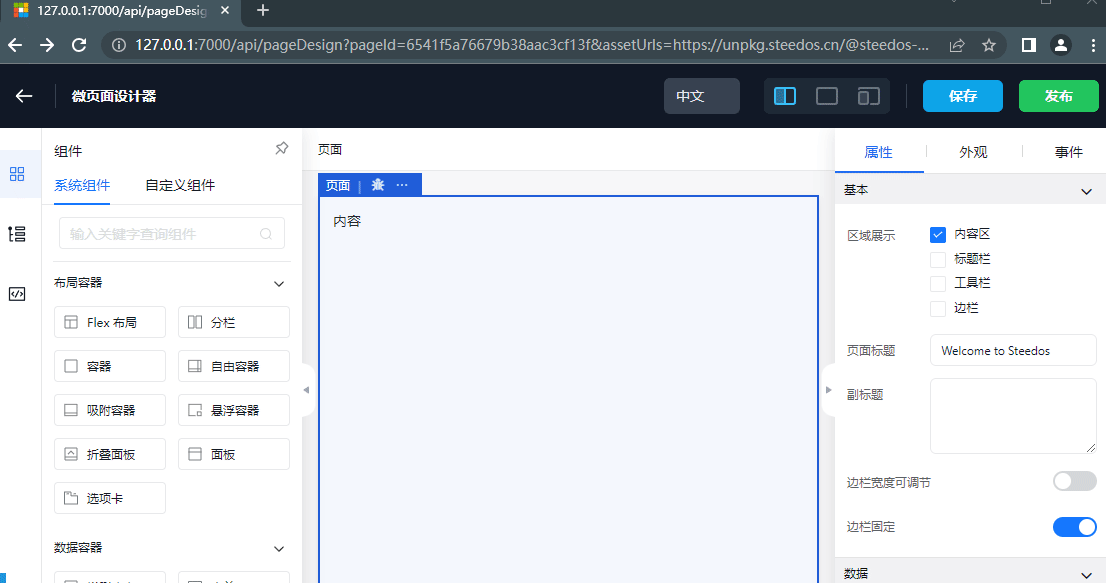 127.0.0.1:7000/api/pageDesig
127.0.0.1:7000/api/pageDesign?pageId=6541f5a76679b38aac3cf13f&assetUrls=https://unpkg.steedos.cn/@steedos-...
微页面设计器
中文
保存
发布
组件
系统组件
自定义组件
输入关键字查询组件
布局容器
Flex 布局
分栏
容器
自由容器
吸附容器
悬浮容器
折叠面板
面板
选项卡
数据容器
页面
页面
内容
属性
外观
事件
基本
区域展示
内容区
标题栏
工具栏
边栏
页面标题
Welcome to Steedos
副标题
边栏宽度可调节
边栏固定
数据